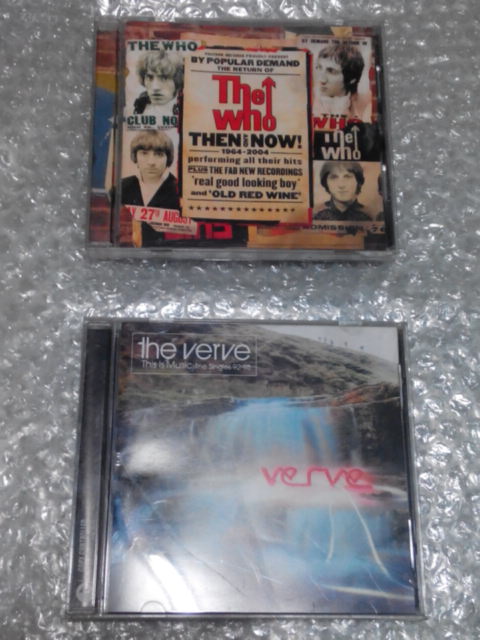 THE WHO
CLUB NO
BY POPULAR DEMAND
THE RETURN OF
The Who
THEN AND NOW!
1964-2004
performing all their hits
PLUS THE FAB NEW RECORDINGS
'real good looking boy'
and 'OLD RED WINE'
WHO
The Who
Y 27th AUGUST
the verve
This Is Music: the Singles 92-98
verve